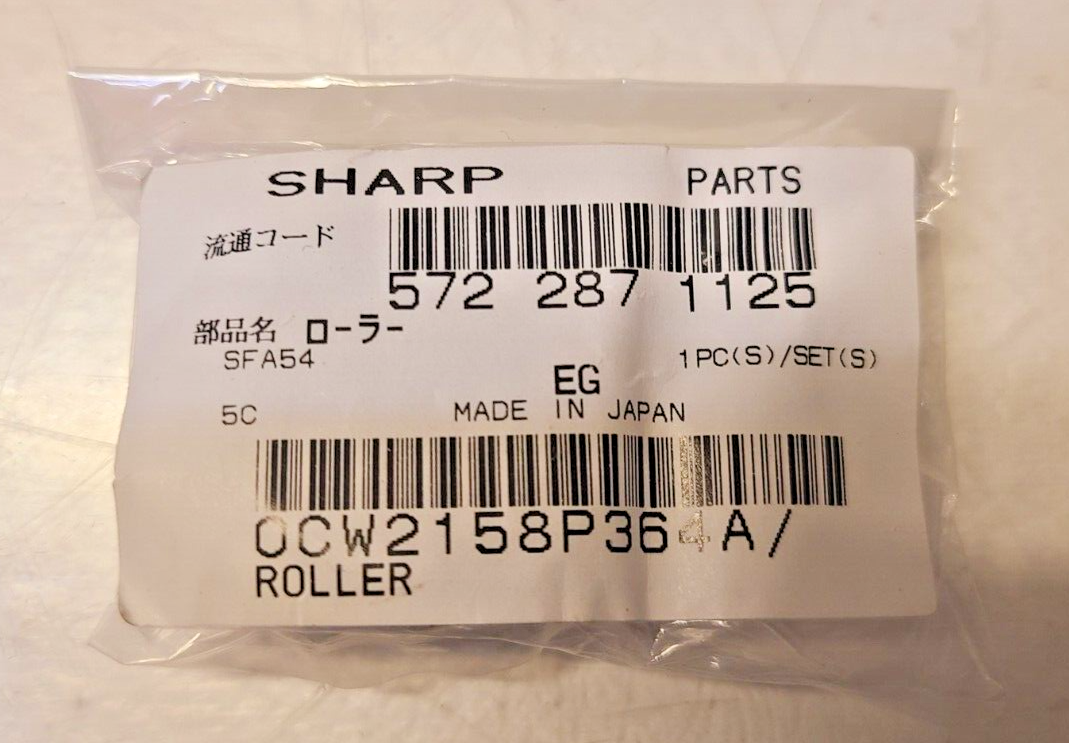 SHARP PARTS
流通コード
572 287 1125
部品名 ローラー
SFA54 1PC(S)/SET(S)
EG
5C MADE IN JAPAN
0CW2158P364A/
ROLLER